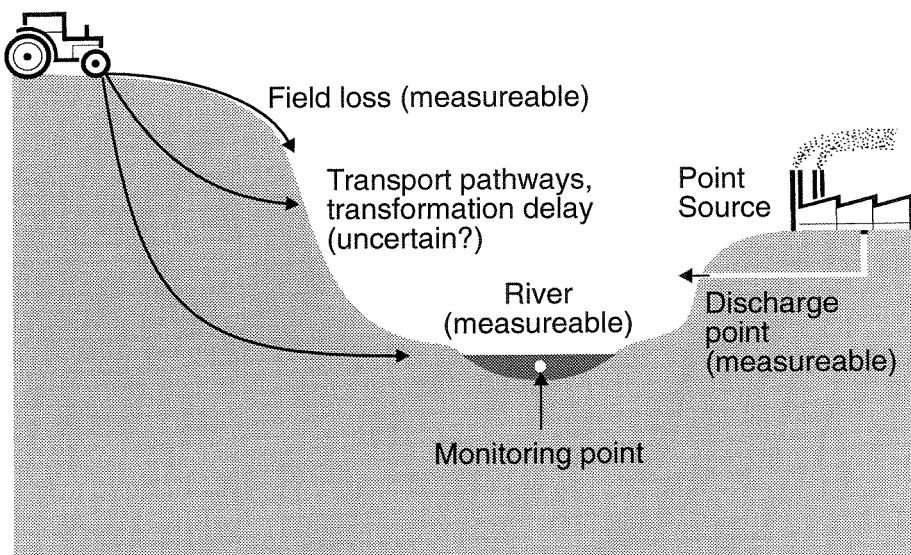 Field loss (measureable)
Transport pathways,
transformation delay
(uncertain?)
Point
Source
River
(measureable)
Discharge
point
(measureable)
Monitoring point